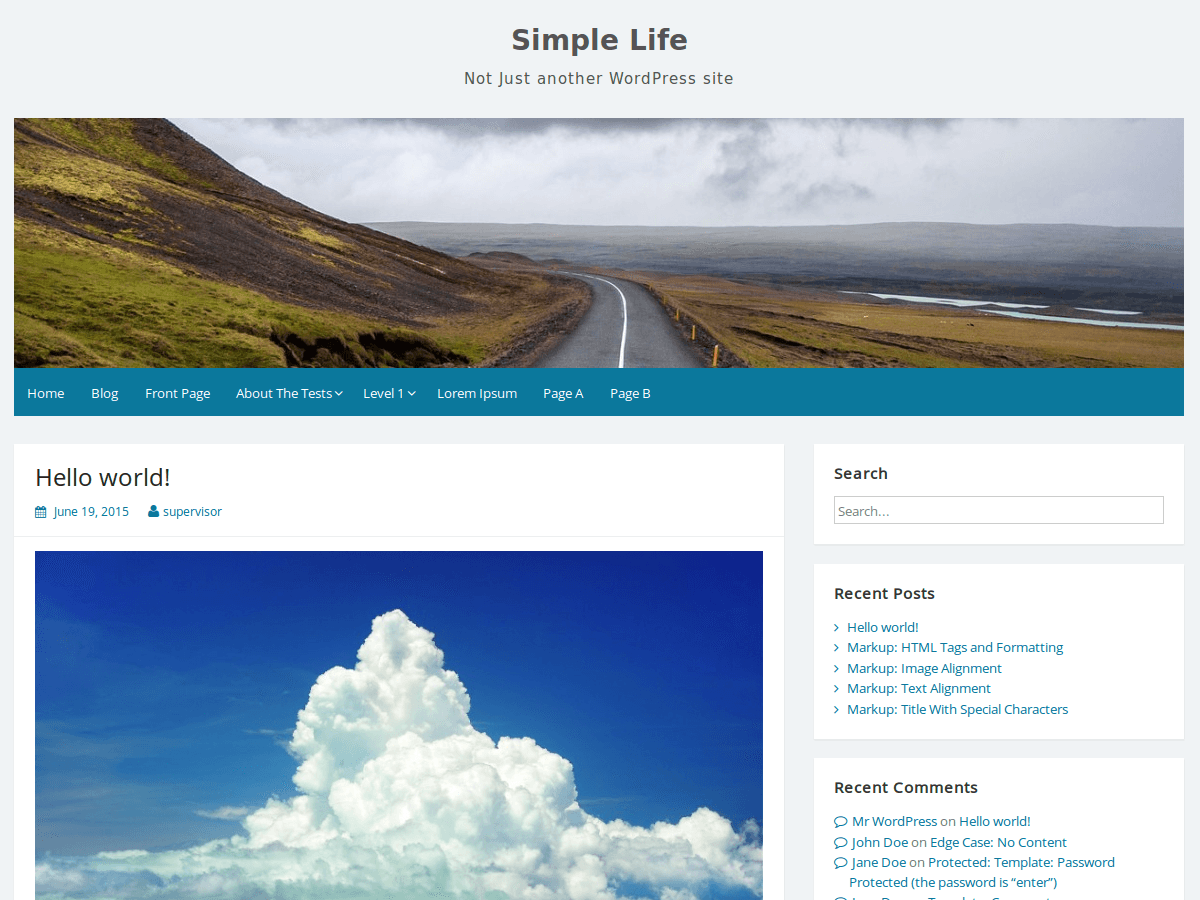 Simple Life
Not Just another WordPress site
Home Blog Front Page About The Tests Level 1 Lorem Ipsum Page A Page B
Hello world!
June 19, 2015 supervisor
Search
Search...
Recent Posts
Hello world!
Markup: HTML Tags and Formatting
Markup: Image Alignment
Markup: Text Alignment
Markup: Title With Special Characters
Recent Comments
Mr WordPress on Hello world!
John Doe on Edge Case: No Content
Jane Doe on Protected: Template: Password
Protected (the password is “enter”)